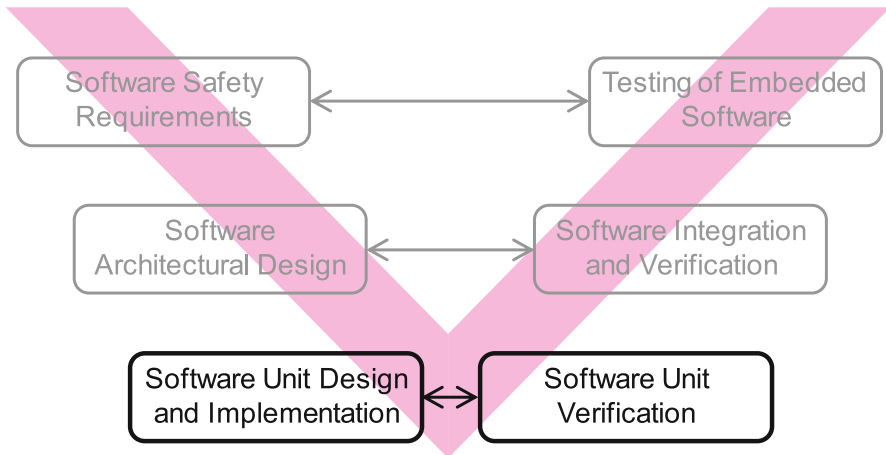 Software Safety
Requirements
Testing of Embedded
Software
Software
Architectural Design
Software Integration
and Verification
Software Unit Design
and Implementation
Software Unit
Verification